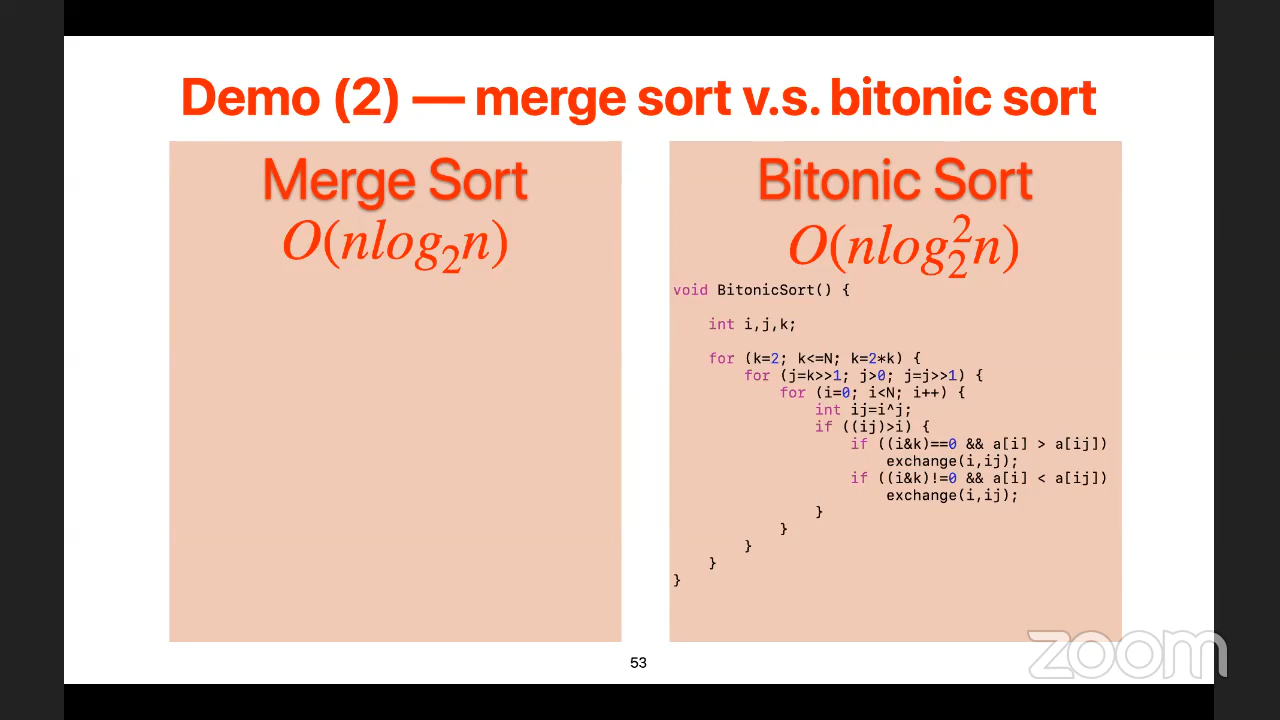 Demo (2) — merge sort v.s. bitonic sort
Merge Sort
O(nlog₂n)
Bitonic Sort
O(nlog₂²n)
void BitonicSort() {
    int i,j,k;
    for (k=2; k<=N; k=2*k) {
        for (j=k>>1; j>0; j=j>>1) {
            for (i=0; i<N; i++) {
                int ij=i^j;
                if ((ij)>i) {
                    if ((i&k)==0 && a[i] > a[ij])
                        exchange(i,ij);
                    if ((i&k)!=0 && a[i] < a[ij])
                        exchange(i,ij);
                }
            }
        }
    }
}
53
zoom